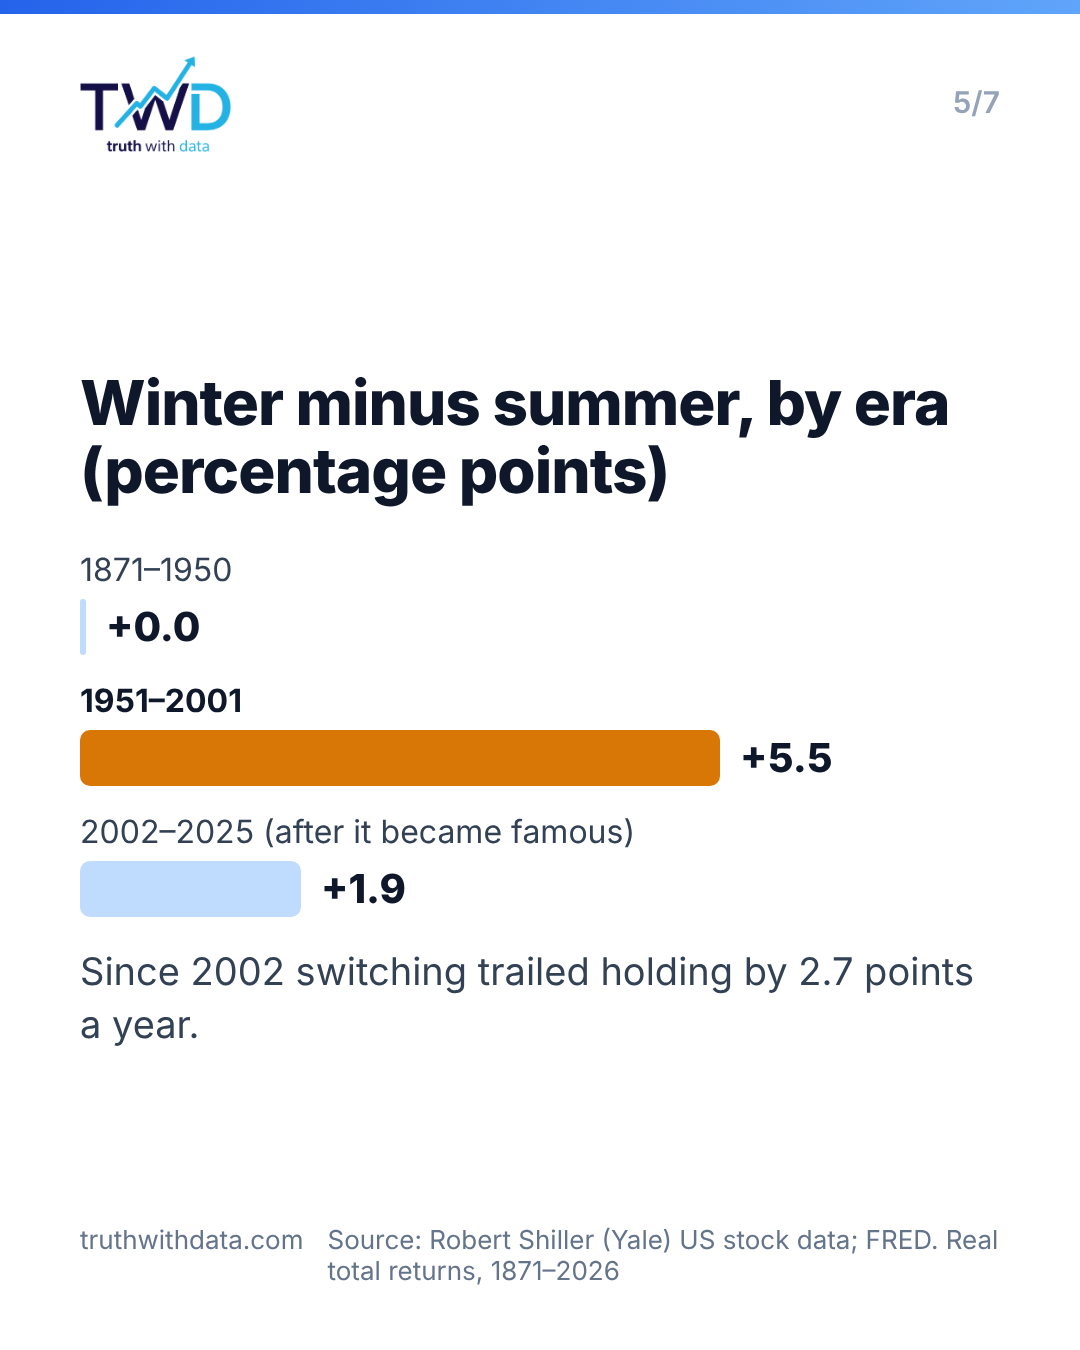 TWD
truth with data
5/7
Winter minus summer, by era
(percentage points)
1871–1950
+0.0
1951–2001
+5.5
2002–2025 (after it became famous)
+1.9
Since 2002 switching trailed holding by 2.7 points
a year.
truthwithdata.com
Source: Robert Shiller (Yale) US stock data; FRED. Real
total returns, 1871–2026